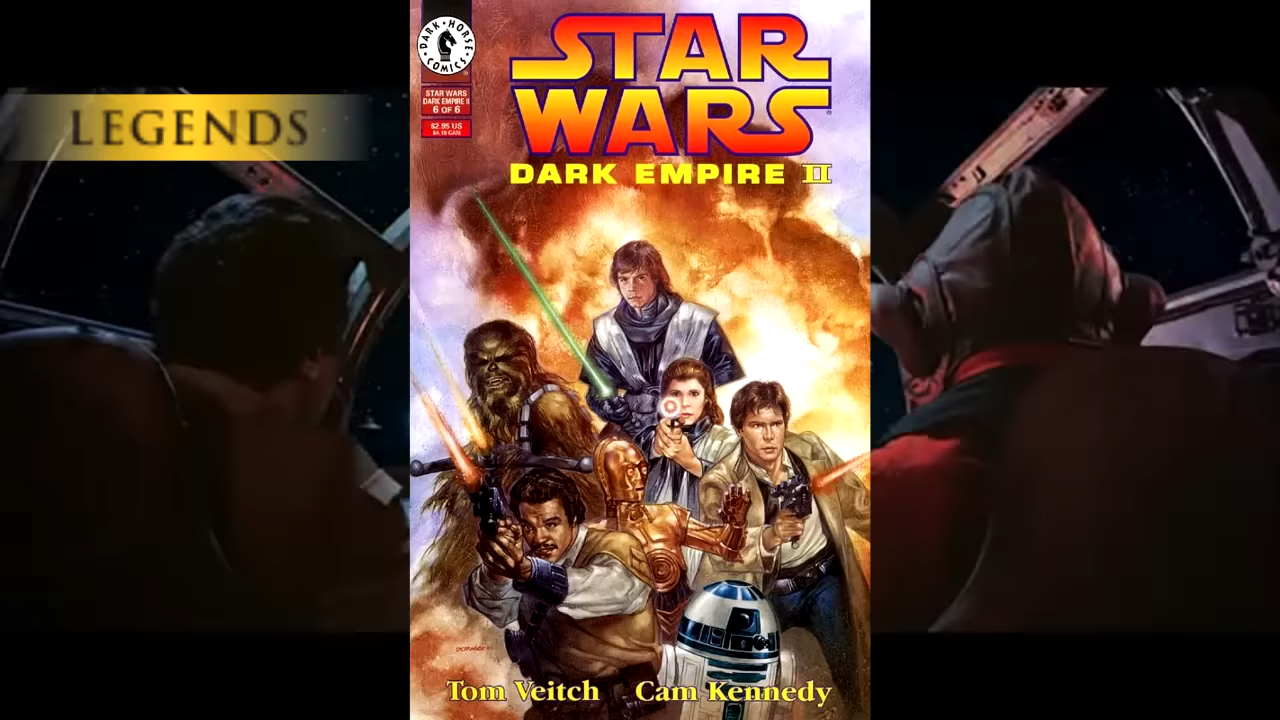 LEGENDS
DARK HORSE
COMICS
STAR WARS
DARK EMPIRE II
6 OF 6
$2.95 US
$4.19 CAN
STAR
WARS
DARK EMPIRE II
Tom Veitch Cam Kennedy